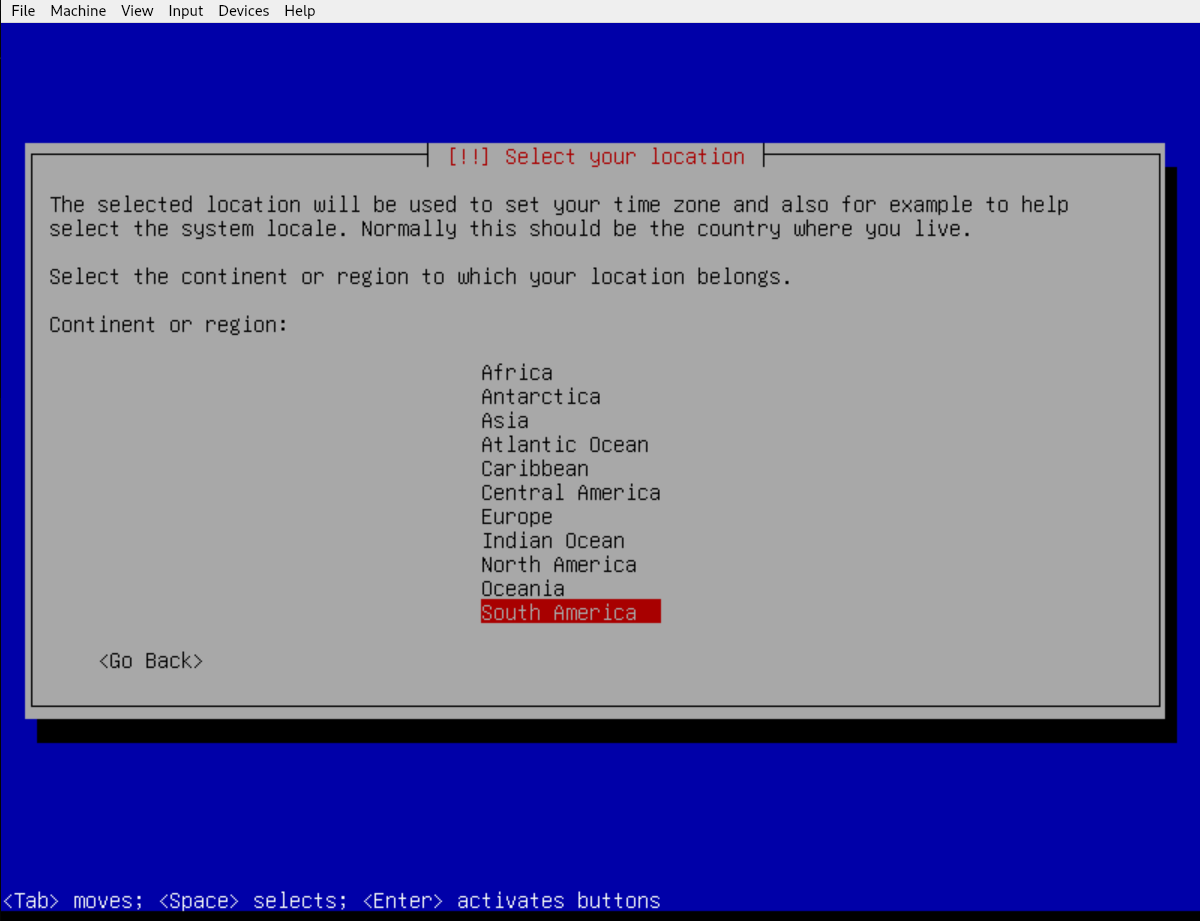 File Machine View Input Devices Help
[!!] Select your location
The selected location will be used to set your time zone and also for example to help
select the system locale. Normally this should be the country where you live.
Select the continent or region to which your location belongs.
Continent or region:
Africa
Antarctica
Asia
Atlantic Ocean
Caribbean
Central America
Europe
Indian Ocean
North America
Oceania
South America
<Go Back>
<Tab> moves; <Space> selects; <Enter> activates buttons